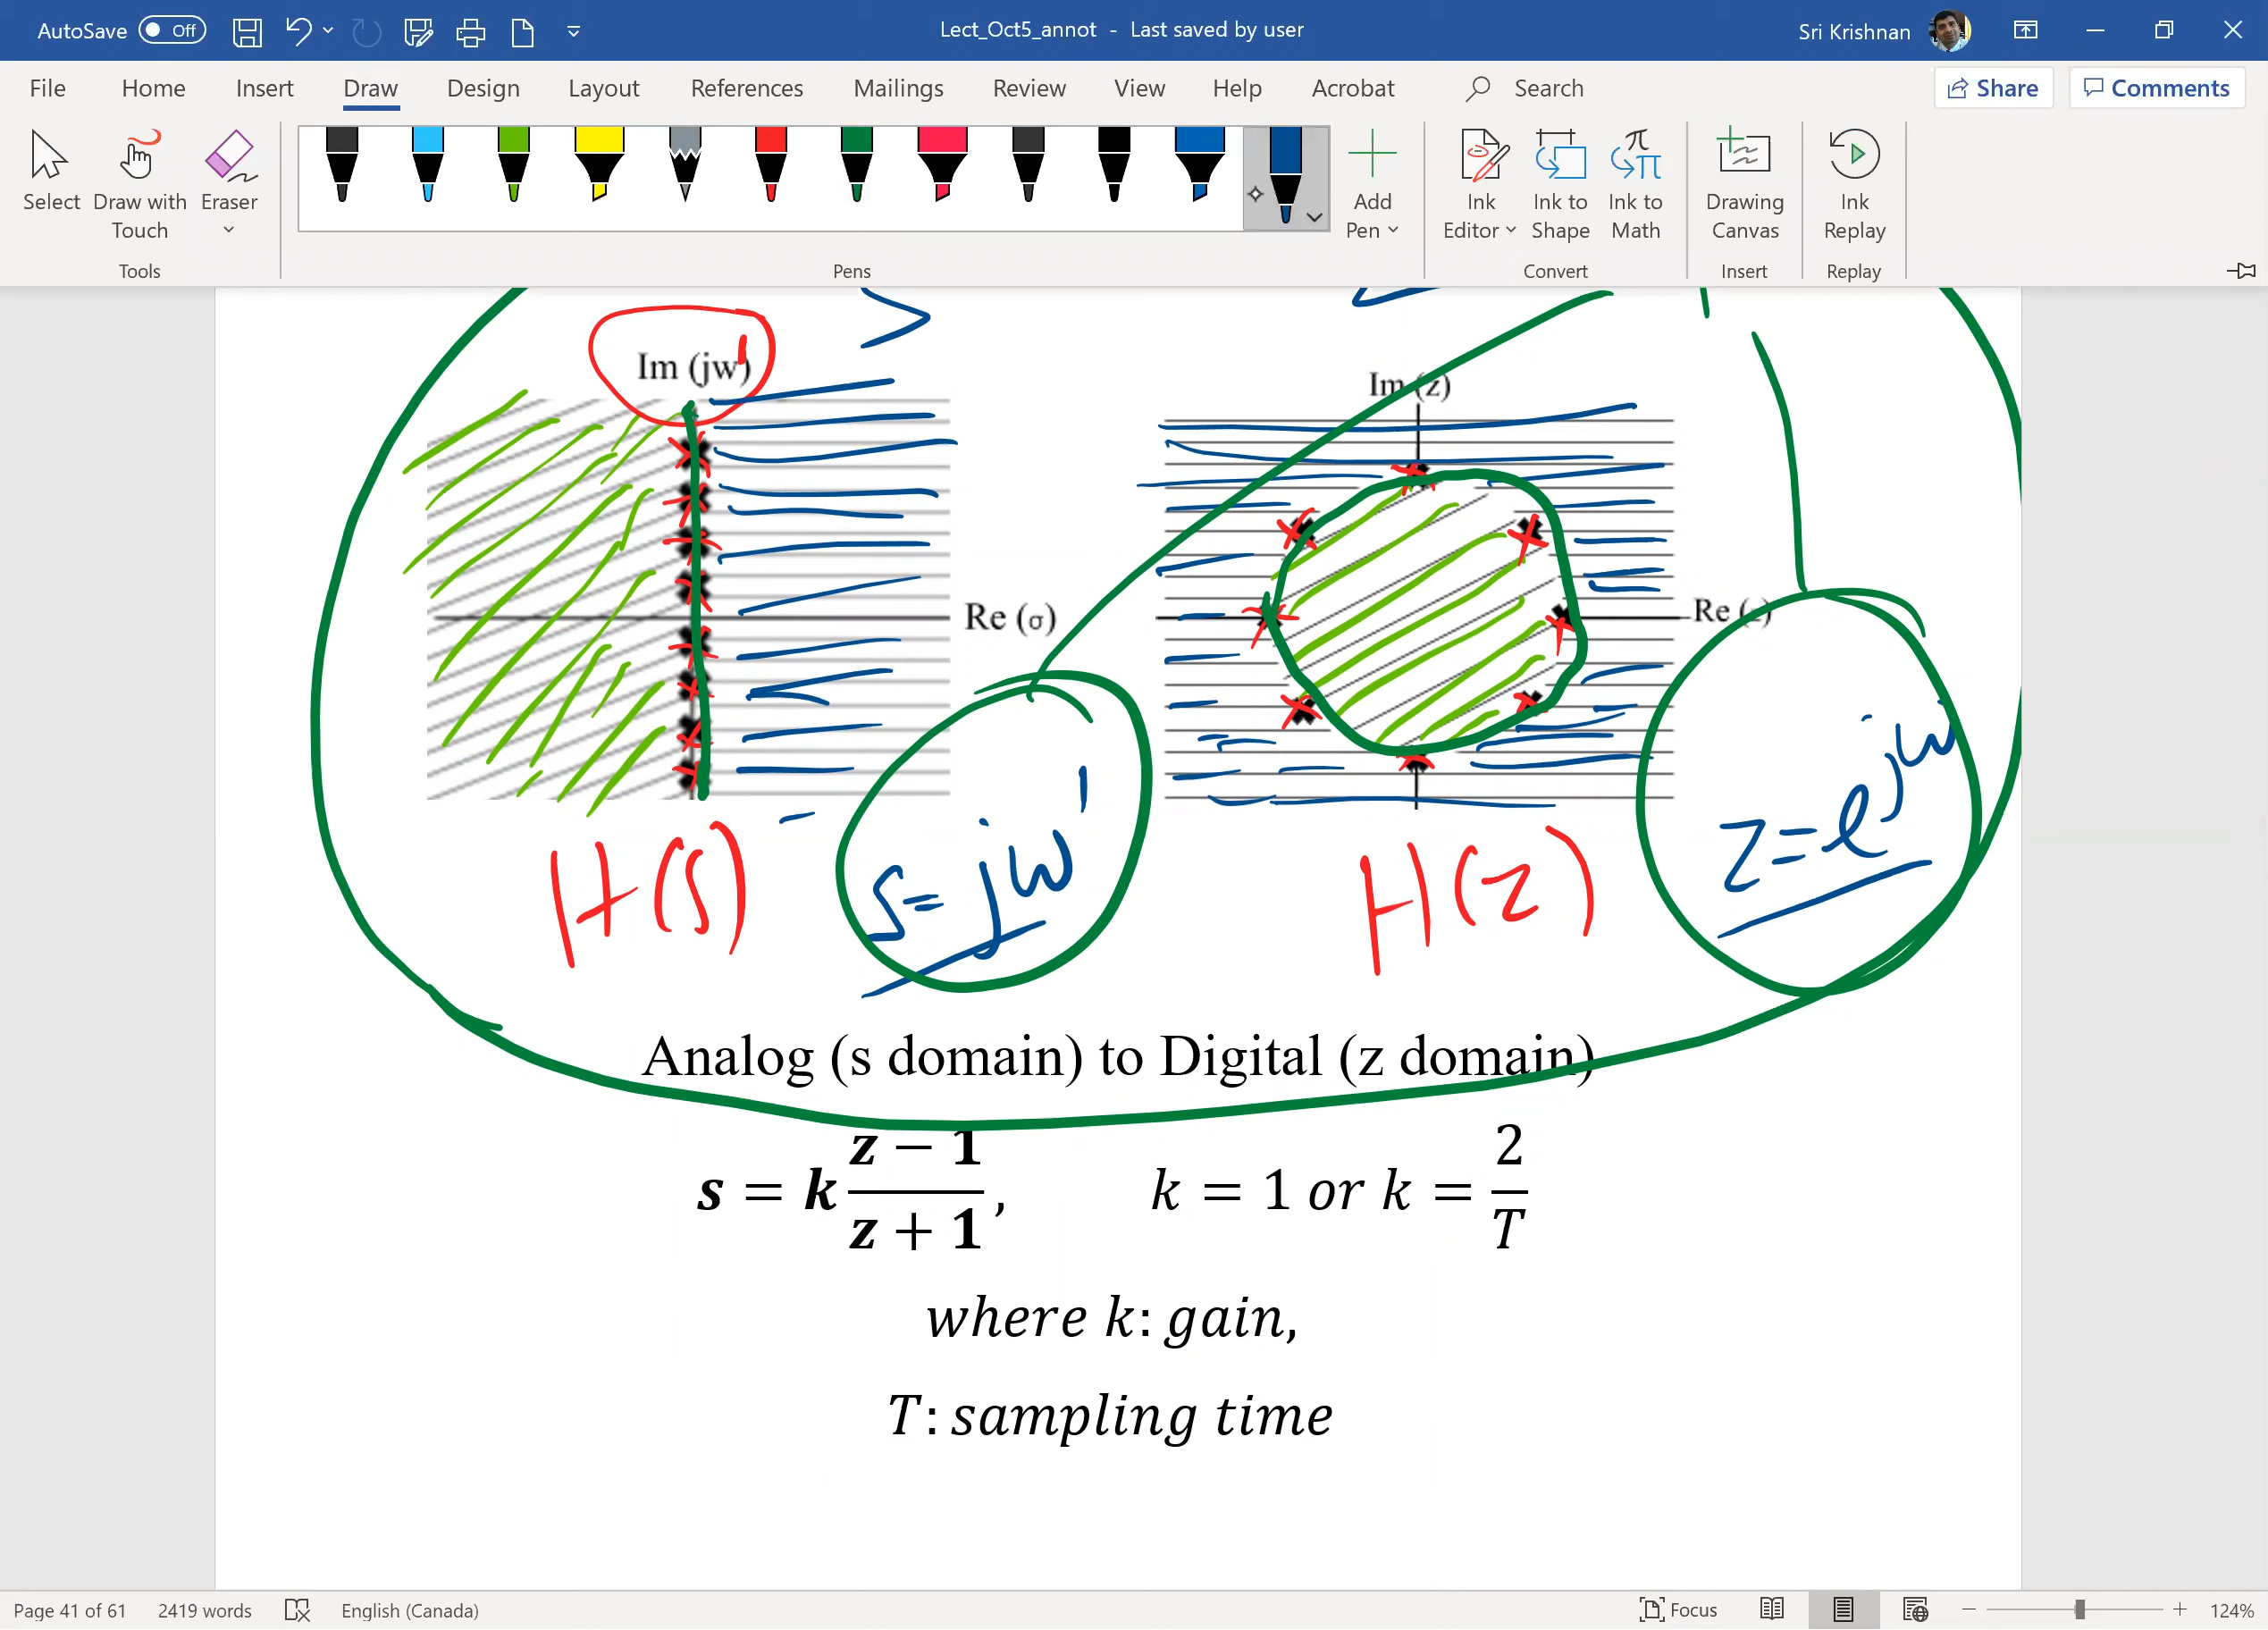 AutoSave Off Lect_Oct5_annot - Last saved by user Sri Krishnan
File Home Insert Draw Design Layout References Mailings Review View Help Acrobat Search Share Comments
Select Draw with Touch Eraser
Add Pen
Ink Editor Ink to Shape Ink to Math Drawing Canvas Ink Replay
Tools Pens Convert Insert Replay
Im (jw')
Im (z)
Re (σ)
Re (z)
s = jw'
z = e^jw
H(s)
H(z)
Analog (s domain) to Digital (z domain)
s = k (z − 1)/(z + 1), k = 1 or k = 2/T
where k: gain,
T: sampling time
Page 41 of 61 2419 words English (Canada) Focus 124%